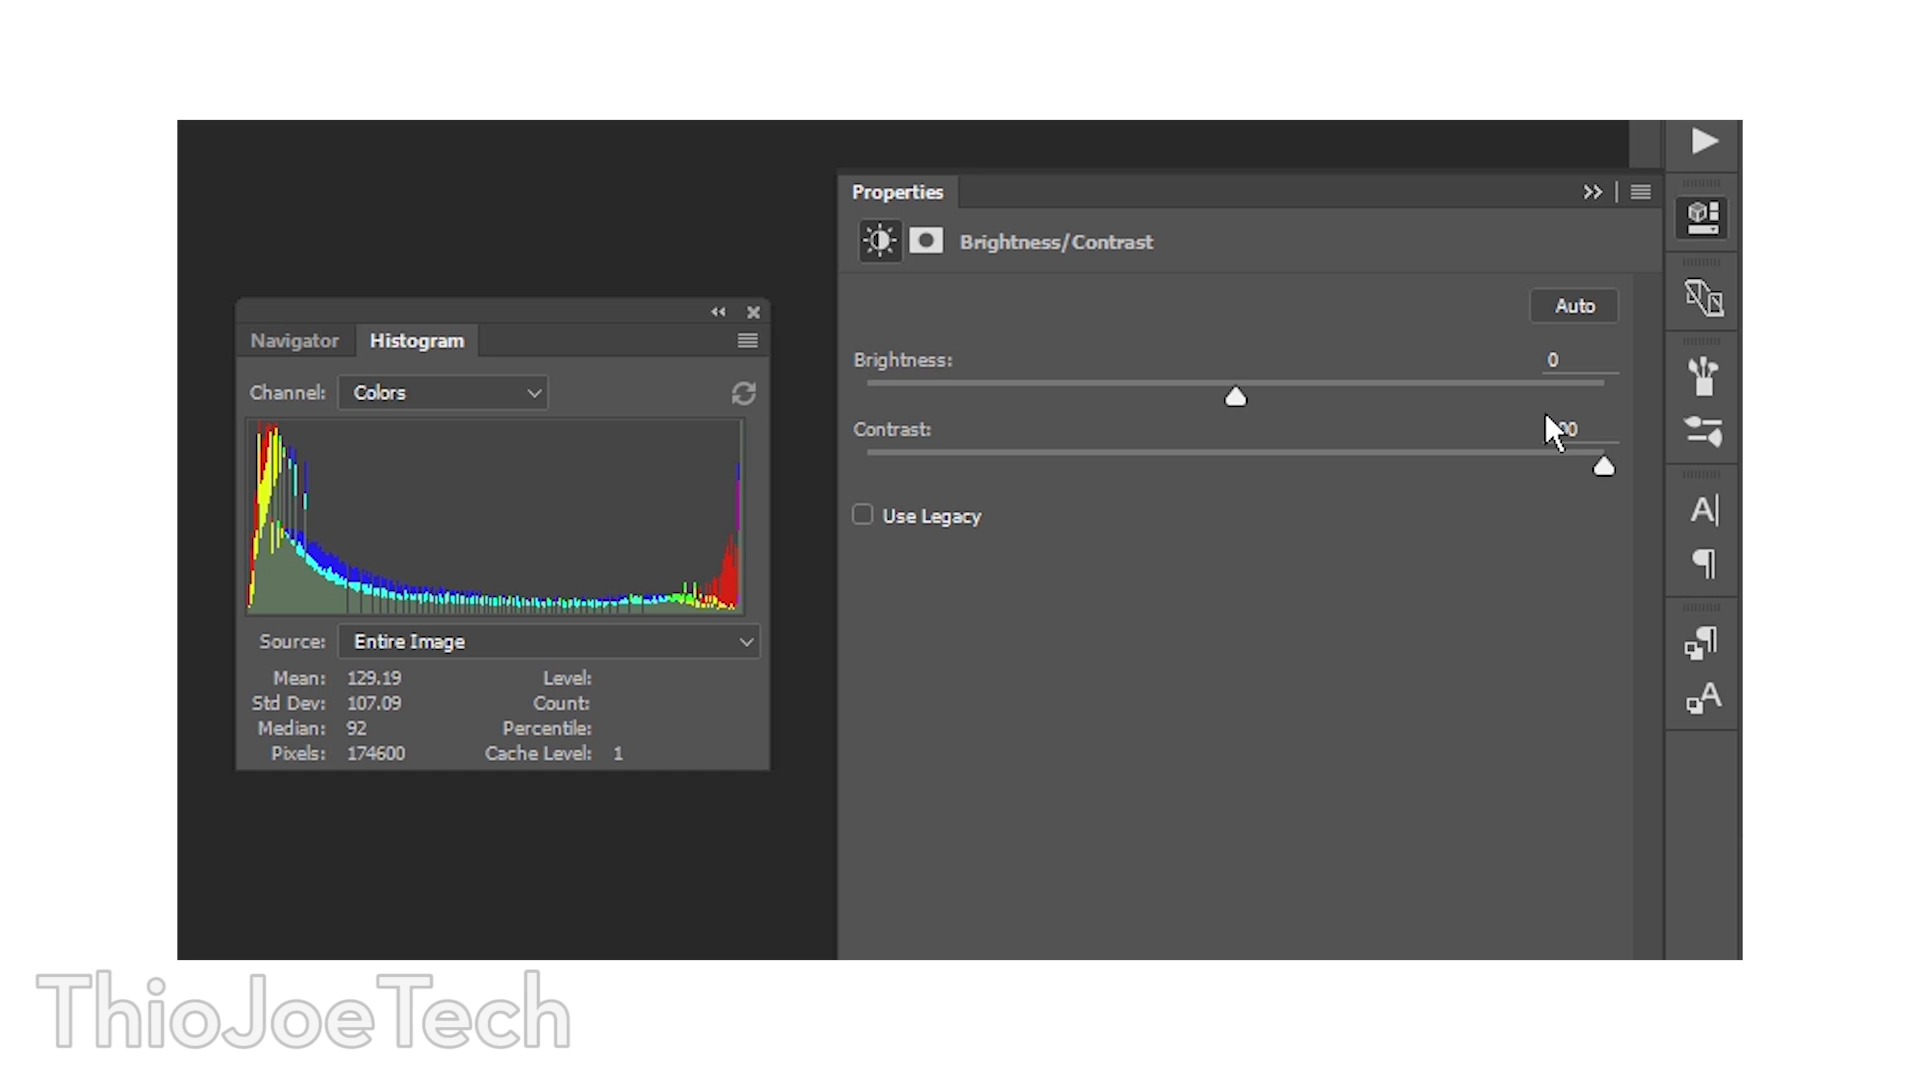 Properties
Brightness/Contrast
Auto
Brightness: 0
Contrast:
Use Legacy
Navigator Histogram
Channel: Colors
Source: Entire Image
Mean: 129.19 Level:
Std Dev: 107.09 Count:
Median: 92 Percentile:
Pixels: 174600 Cache Level: 1
ThioJoeTech